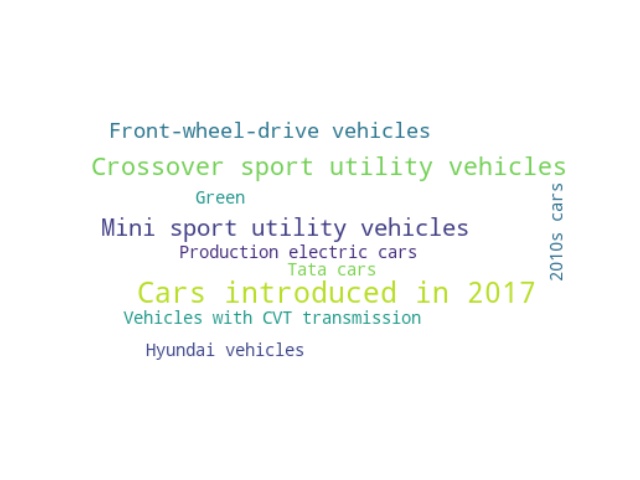 Front-wheel-drive vehicles
Crossover sport utility vehicles
Green
2010s cars
Mini sport utility vehicles
Production electric cars
Tata cars
Cars introduced in 2017
Vehicles with CVT transmission
Hyundai vehicles